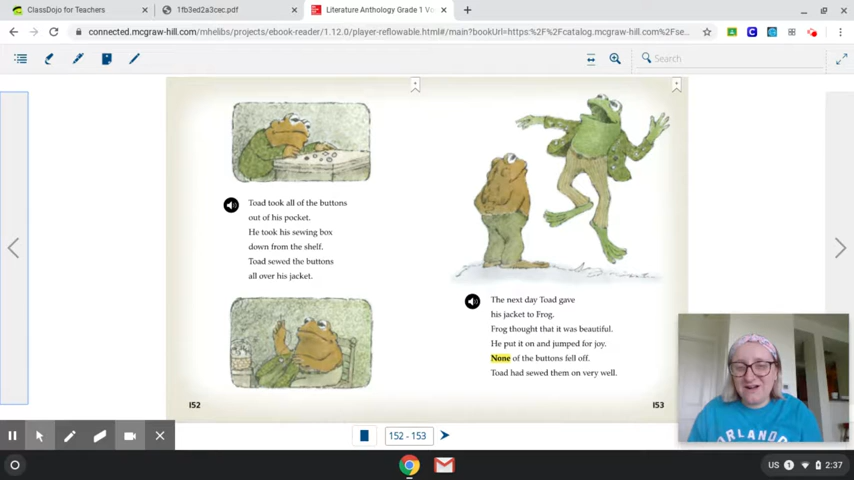 ClassDojo for Teachers
1fb3ed2a3cec.pdf
Literature Anthology Grade 1 Vo
connected.mcgraw-hill.com/mhelibs/projects/ebook-reader/1.12.0/player-reflowable.html#/main?bookUrl=https:%2F%2Fcatalog.mcgraw-hill.com%2Fse...
Search
Toad took all of the buttons
out of his pocket.
He took his sewing box
down from the shelf.
Toad sewed the buttons
all over his jacket.
152
The next day Toad gave
his jacket to Frog.
Frog thought that it was beautiful.
He put it on and jumped for joy.
None of the buttons fell off.
Toad had sewed them on very well.
153
ORLANDO
152 - 153
US
1
2:37